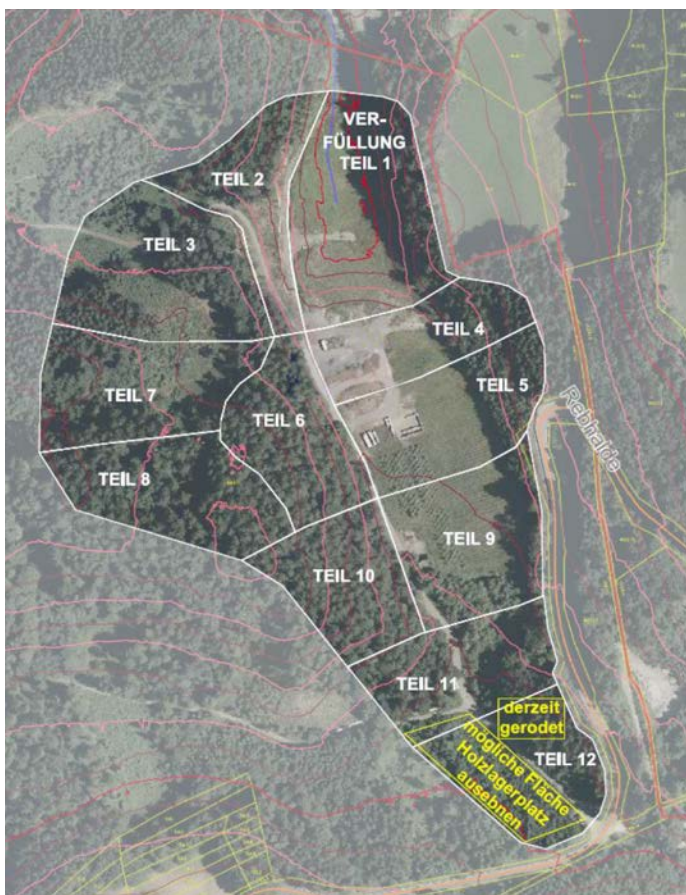 VER-
FÜLLUNG
TEIL 1
TEIL 2
TEIL 3
TEIL 4
TEIL 5
TEIL 7
TEIL 6
Rebhalde
TEIL 8
TEIL 9
TEIL 10
TEIL 11
derzeit
gerodet
TEIL 12
mögliche Fläche
Holzlagerplatz
ausebnen